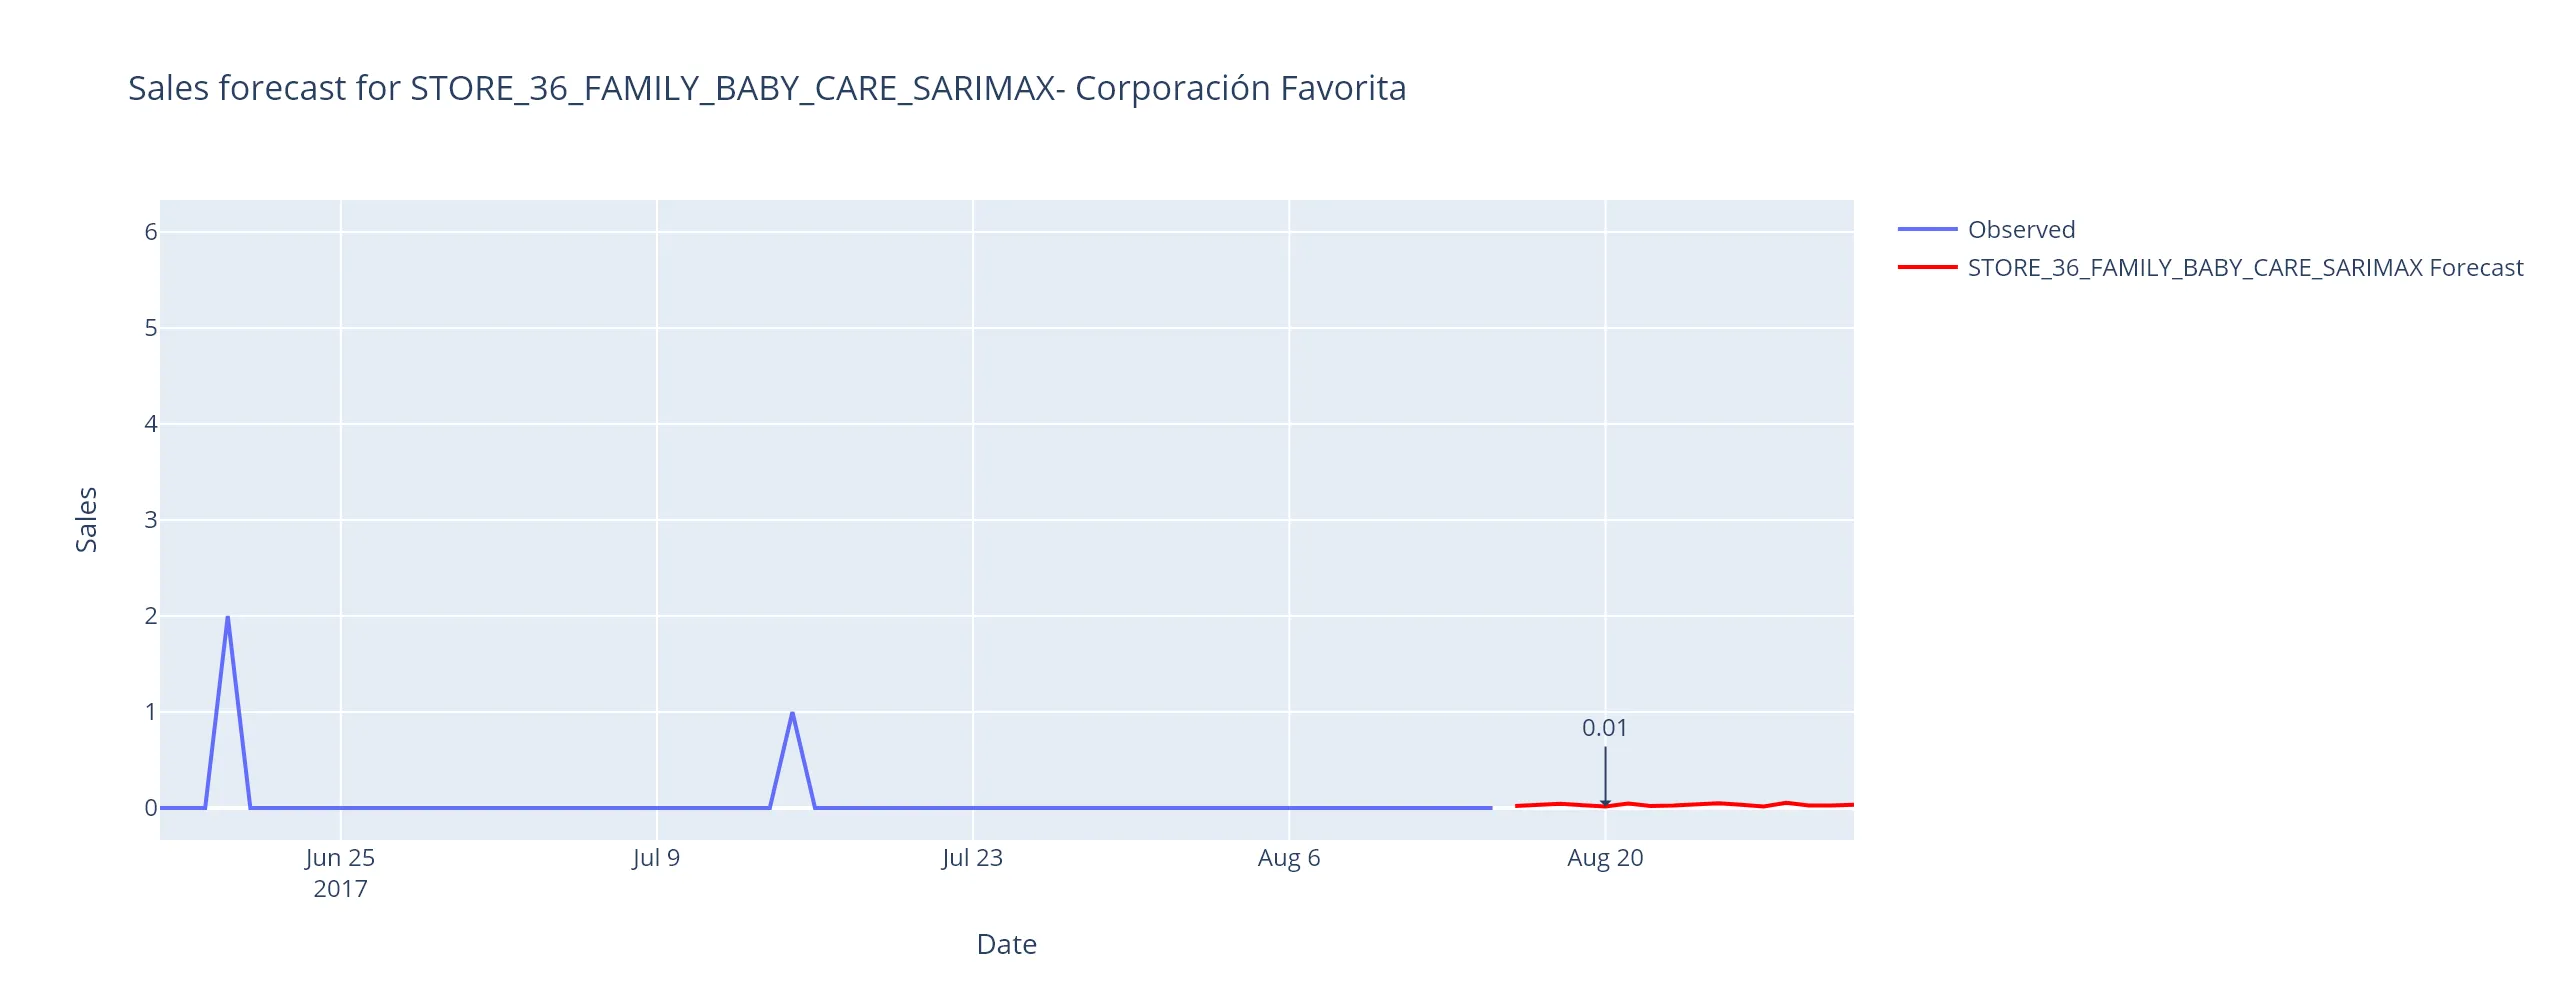 Sales forecast for STORE_36_FAMILY_BABY_CARE_SARIMAX- Corporación Favorita
Observed
STORE_36_FAMILY_BABY_CARE_SARIMAX Forecast
6
5
4
3
2
1
0
Sales
0.01
Jun 25
2017
Jul 9
Jul 23
Aug 6
Aug 20
Date